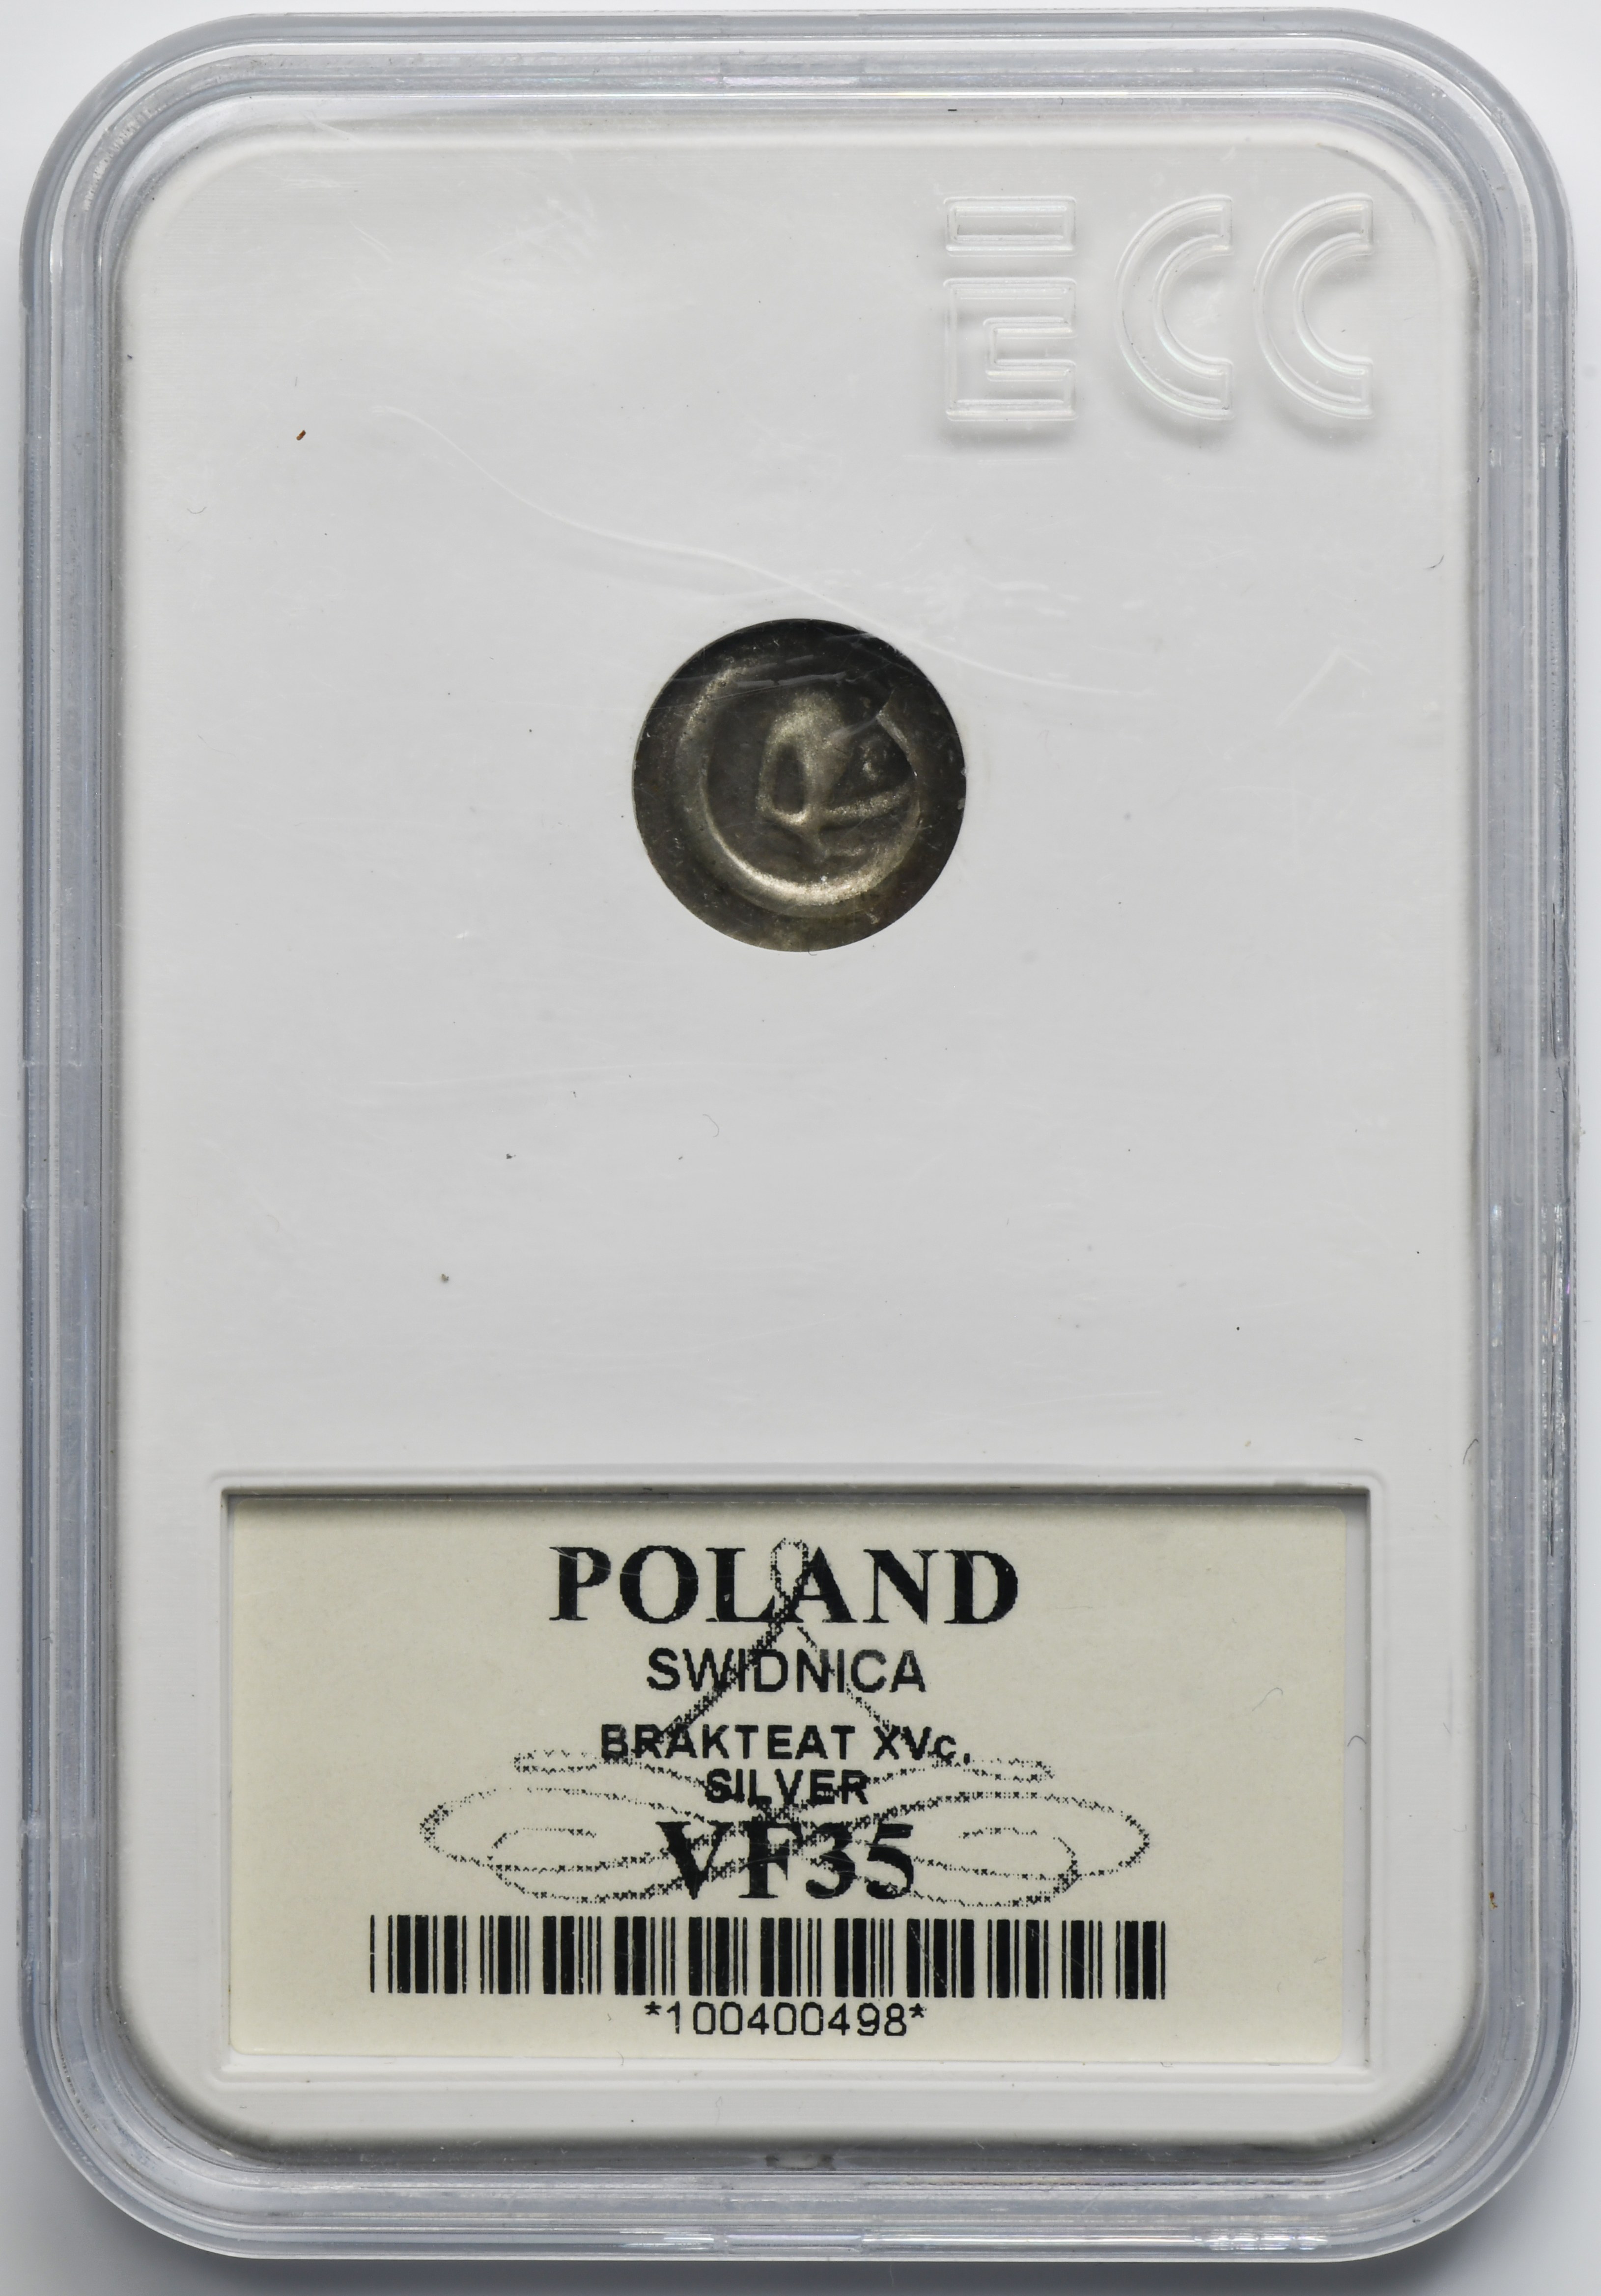 ECC
POLAND
SWIDNICA
BRAKTEAT XVc.
SILVER
VF35
*100400498*